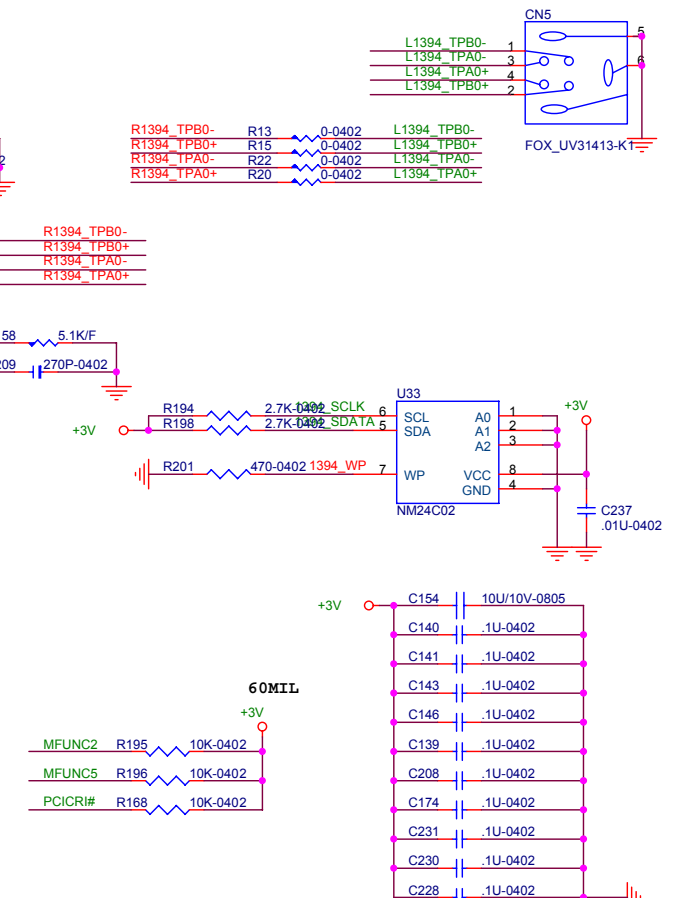 CN5
L1394_TPB0- 1
L1394_TPA0- 3
L1394_TPA0+ 4
L1394_TPB0+ 2
5
6
FOX_UV31413-K1
R1394_TPB0- R13 0-0402 L1394_TPB0-
R1394_TPB0+ R15 0-0402 L1394_TPB0+
R1394_TPA0- R22 0-0402 L1394_TPA0-
R1394_TPA0+ R20 0-0402 L1394_TPA0+
2
R1394_TPB0-
R1394_TPB0+
R1394_TPA0-
R1394_TPA0+
58 5.1K/F
09 270P-0402
U33
+3V
R194 2.7K-0402 1394_SCLK 6 SCL A0 1
R198 2.7K-0402 1394_SDATA 5 SDA A1 2
A2 3
+3V
R201 470-0402 1394_WP 7 WP VCC 8
GND 4
NM24C02
C237
.01U-0402
+3V
C154 10U/10V-0805
C140 .1U-0402
C141 .1U-0402
C143 .1U-0402
C146 .1U-0402
C139 .1U-0402
C208 .1U-0402
C174 .1U-0402
C231 .1U-0402
C230 .1U-0402
C228 .1U-0402
60MIL
+3V
MFUNC2 R195 10K-0402
MFUNC5 R196 10K-0402
PCICRI# R168 10K-0402